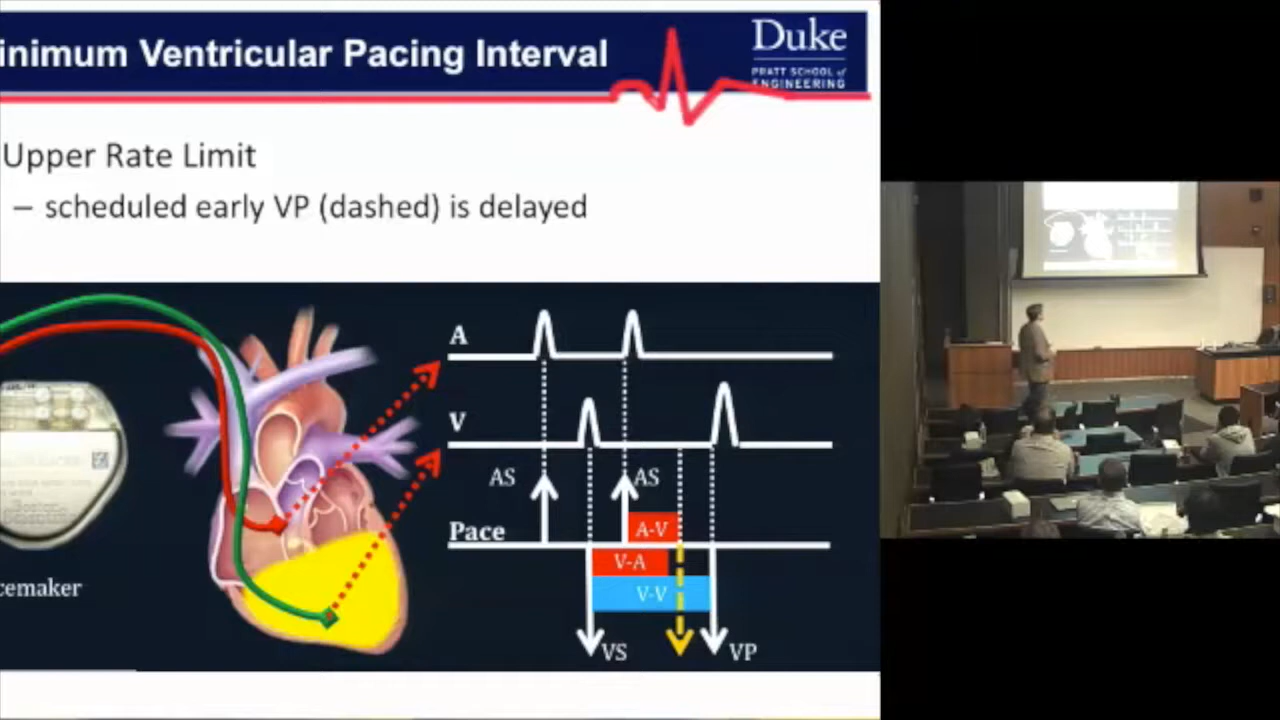 inimum Ventricular Pacing Interval
Duke
PRATT SCHOOL of
ENGINEERING
Upper Rate Limit
– scheduled early VP (dashed) is delayed
A
V
AS
AS
Pace
A-V
V-A
V-V
cemaker
VS
VP